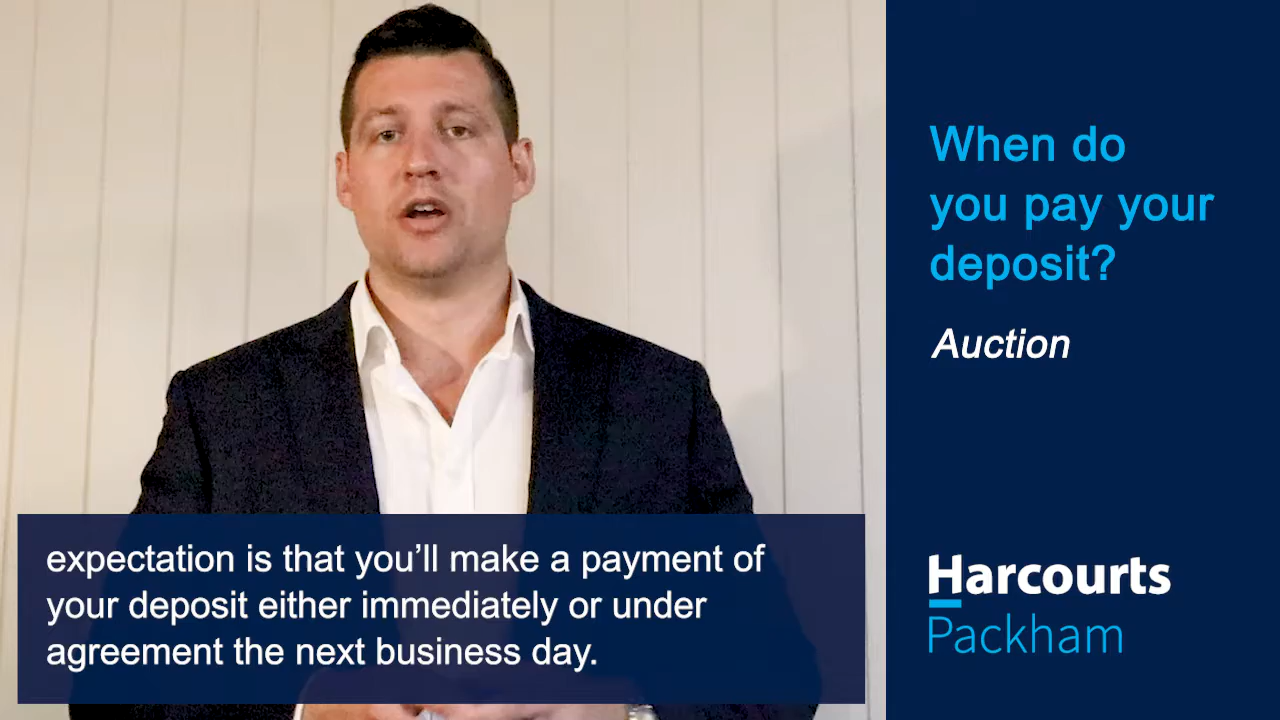 When do
you pay your
deposit?
Auction
expectation is that you’ll make a payment of
your deposit either immediately or under
agreement the next business day.
Harcourts
Packham